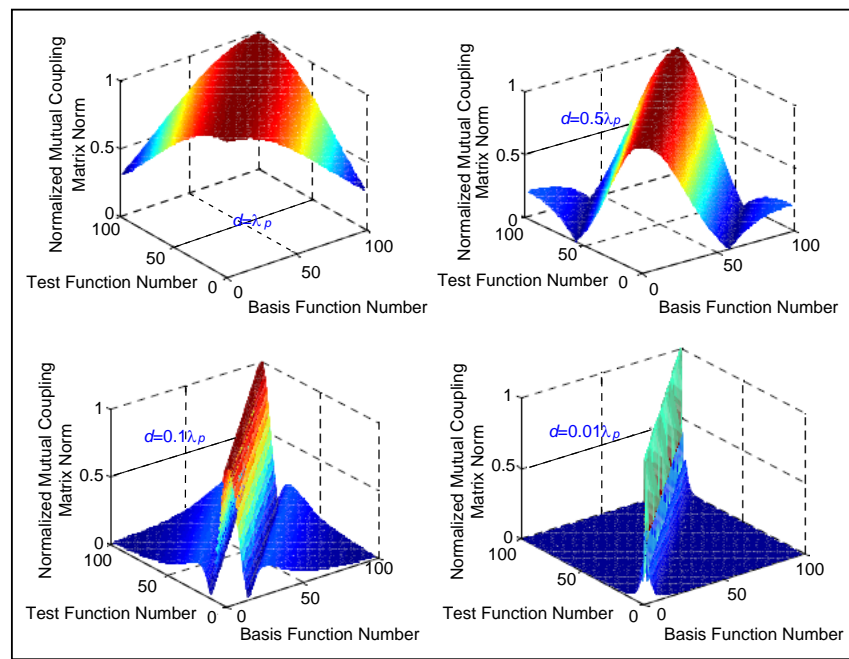 Normalized Mutual Coupling
Matrix Norm
1
0.5
0
100
50
0
Test Function Number
0
50
100
Basis Function Number
d=λp
Normalized Mutual Coupling
Matrix Norm
1
0.5
0
100
50
0
Test Function Number
0
50
100
Basis Function Number
d=0.5λp
Normalized Mutual Coupling
Matrix Norm
1
0.5
0
100
50
0
Test Function Number
0
50
100
Basis Function Number
d=0.1λp
Normalized Mutual Coupling
Matrix Norm
1
0.5
0
100
50
0
Test Function Number
0
50
100
Basis Function Number
d=0.01λp